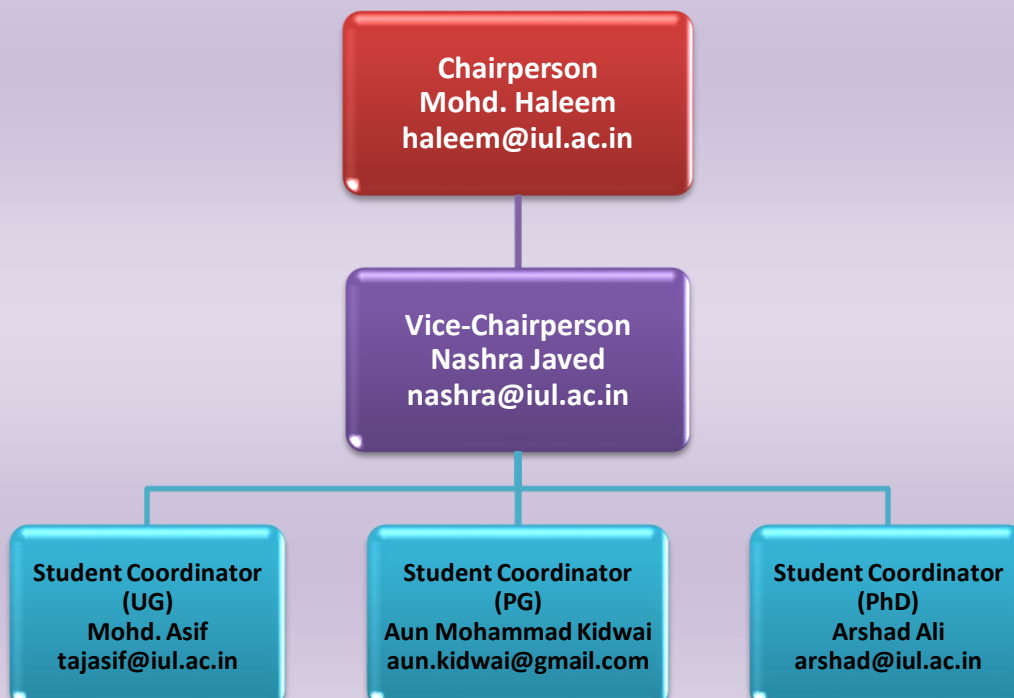 Chairperson
Mohd. Haleem
haleem@iul.ac.in
Vice-Chairperson
Nashra Javed
nashra@iul.ac.in
Student Coordinator
(UG)
Mohd. Asif
tajasif@iul.ac.in
Student Coordinator
(PG)
Aun Mohammad Kidwai
aun.kidwai@gmail.com
Student Coordinator
(PhD)
Arshad Ali
arshad@iul.ac.in